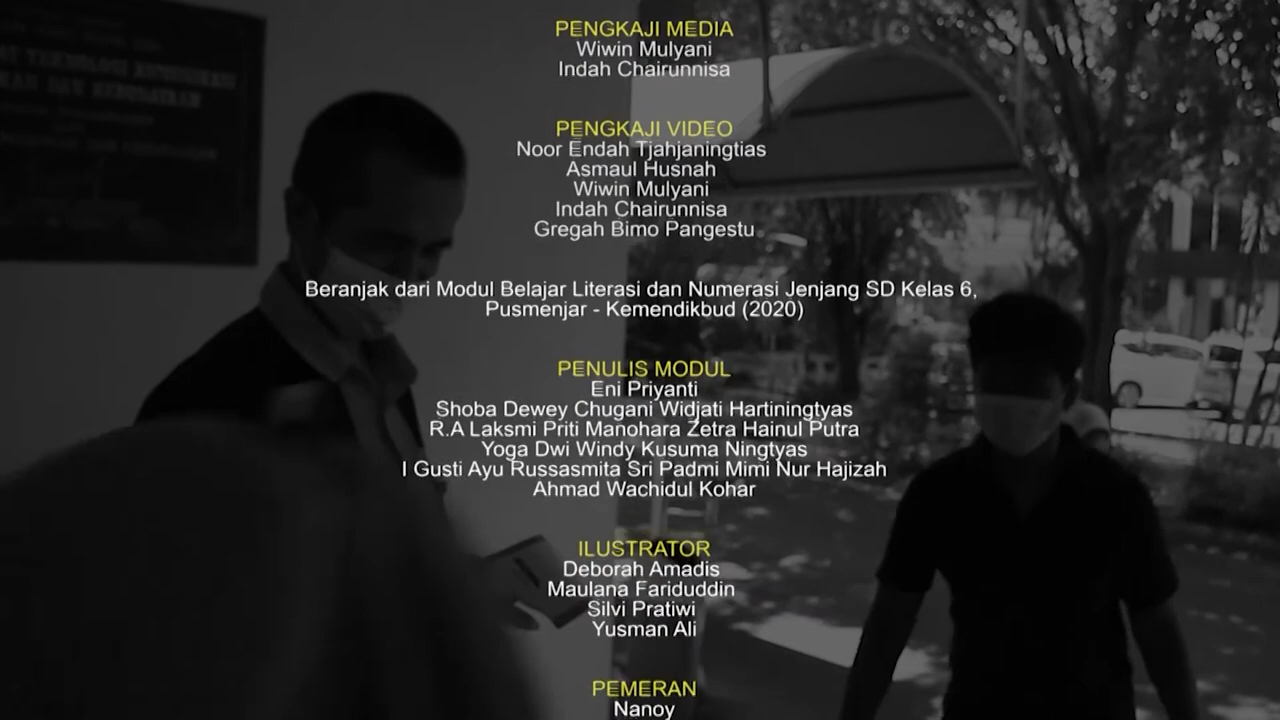 PENGKAJI MEDIA
Wiwin Mulyani
Indah Chairunnisa
PENGKAJI VIDEO
Noor Endah Tjahjaningtias
Asmaul Husnah
Wiwin Mulyani
Indah Chairunnisa
Gregah Bimo Pangestu
Beranjak dari Modul Belajar Literasi dan Numerasi Jenjang SD Kelas 6,
Pusmenjar - Kemendikbud (2020)
PENULIS MODUL
Eni Priyanti
Shoba Dewey Chugani Widjati Hartiningtyas
R.A Laksmi Priti Manohara Zetra Hainul Putra
Yoga Dwi Windy Kusuma Ningtyas
I Gusti Ayu Russasmita Sri Padmi Mimi Nur Hajizah
Ahmad Wachidul Kohar
ILUSTRATOR
Deborah Amadis
Maulana Fariduddin
Silvi Pratiwi
Yusman Ali
PEMERAN
Nanoy